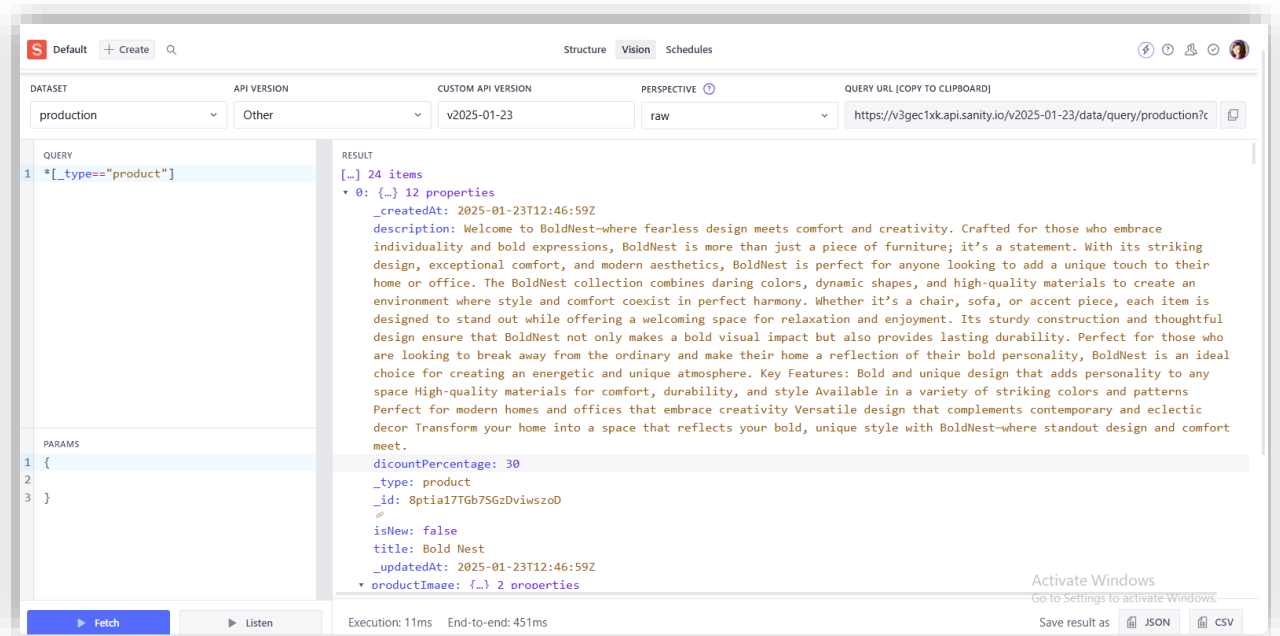 S Default + Create
Structure Vision Schedules
DATASET
API VERSION
CUSTOM API VERSION
PERSPECTIVE ?
QUERY URL [COPY TO CLIPBOARD]
production
Other
v2025-01-23
raw
https://v3gec1xk.api.sanity.io/v2025-01-23/data/query/production?c
QUERY
1 *[_type=="product"]
PARAMS
1 {
2
3 }
Fetch
Listen
RESULT
[…] 24 items
0: {…} 12 properties
_createdAt: 2025-01-23T12:46:59Z
description: Welcome to BoldNest—where fearless design meets comfort and creativity. Crafted for those who embrace
individuality and bold expressions, BoldNest is more than just a piece of furniture; it’s a statement. With its striking
design, exceptional comfort, and modern aesthetics, BoldNest is perfect for anyone looking to add a unique touch to their
home or office. The BoldNest collection combines daring colors, dynamic shapes, and high-quality materials to create an
environment where style and comfort coexist in perfect harmony. Whether it’s a chair, sofa, or accent piece, each item is
designed to stand out while offering a welcoming space for relaxation and enjoyment. Its sturdy construction and thoughtful
design ensure that BoldNest not only makes a bold visual impact but also provides lasting durability. Perfect for those who
are looking to break away from the ordinary and make their home a reflection of their bold personality, BoldNest is an ideal
choice for creating an energetic and unique atmosphere. Key Features: Bold and unique design that adds personality to any
space High-quality materials for comfort, durability, and style Available in a variety of striking colors and patterns
Perfect for modern homes and offices that embrace creativity Versatile design that complements contemporary and eclectic
decor Transform your home into a space that reflects your bold, unique style with BoldNest—where standout design and comfort
meet.
dicountPercentage: 30
_type: product
_id: 8ptia17TGb7SGzDviwszoD
isNew: false
title: Bold Nest
_updatedAt: 2025-01-23T12:46:59Z
productImage: {…} 2 properties
Activate Windows
Go to Settings to activate Windows.
Execution: 11ms End-to-end: 451ms
Save result as JSON CSV